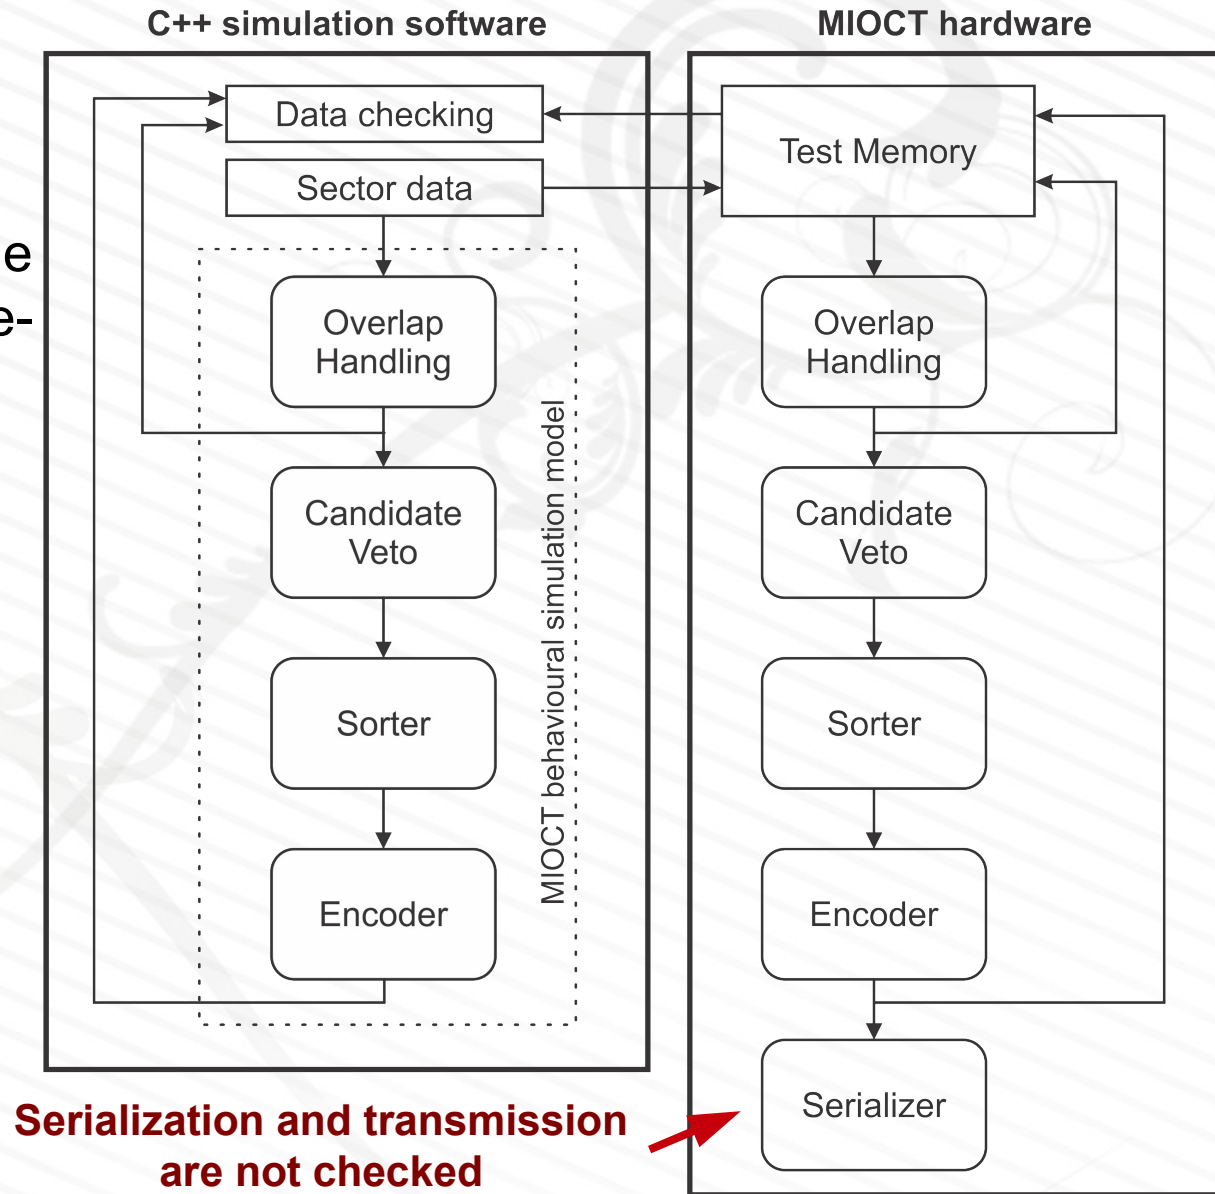 C++ simulation software
MIOCT hardware
e
e-
Data checking
Sector data
Overlap
Handling
Candidate
Veto
Sorter
Encoder
MIOCT behavioural simulation model
Test Memory
Overlap
Handling
Candidate
Veto
Sorter
Encoder
Serializer
Serialization and transmission
are not checked